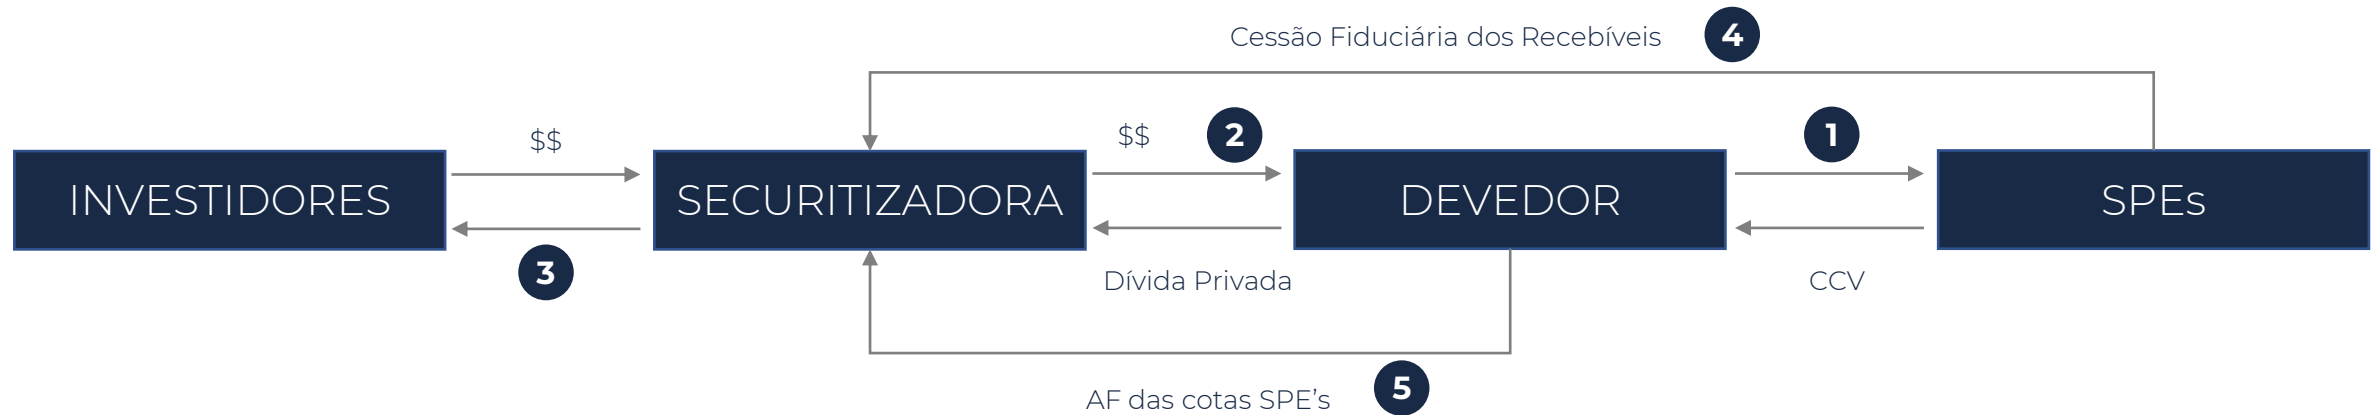 Cessão Fiduciária dos Recebíveis
4
$$
$$
2
1
INVESTIDORES
SECURITIZADORA
DEVEDOR
SPEs
3
Dívida Privada
CCV
AF das cotas SPE’s
5